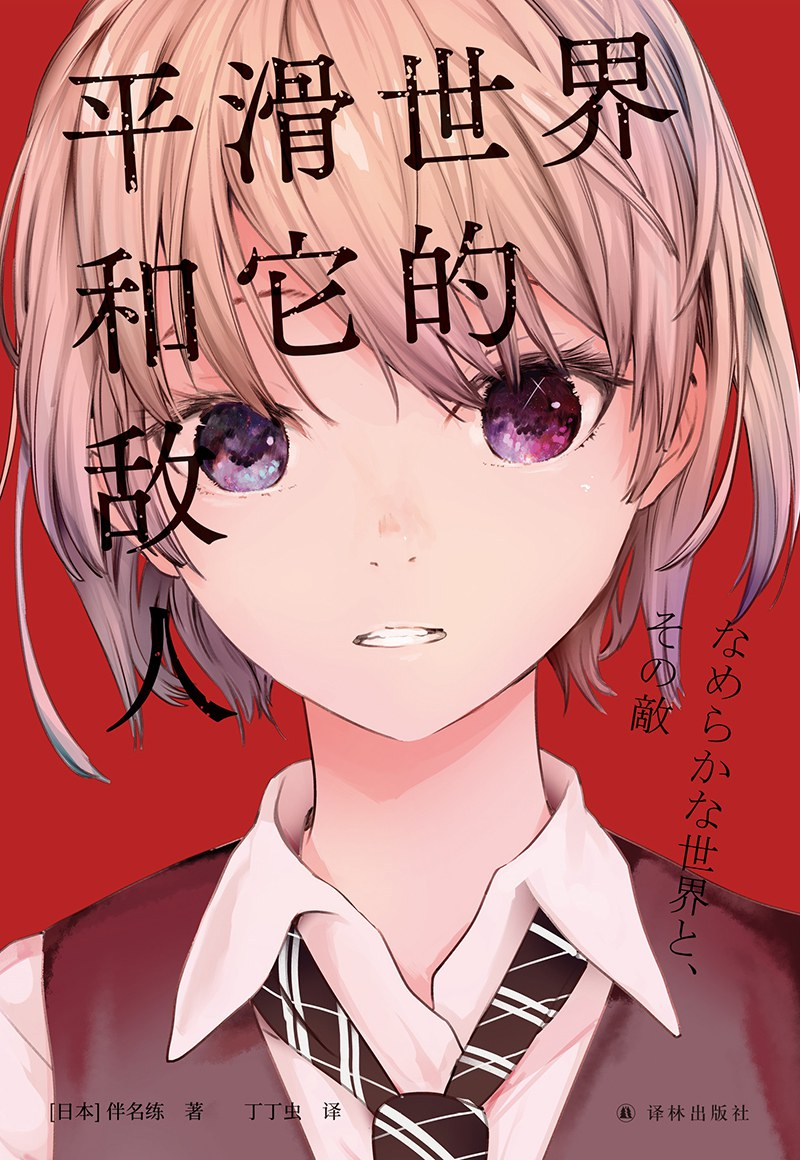 平滑世界
和它的
敌
人
なめらかな世界と、
その敵
[日本] 伴名练 著 丁丁虫 译
译林出版社